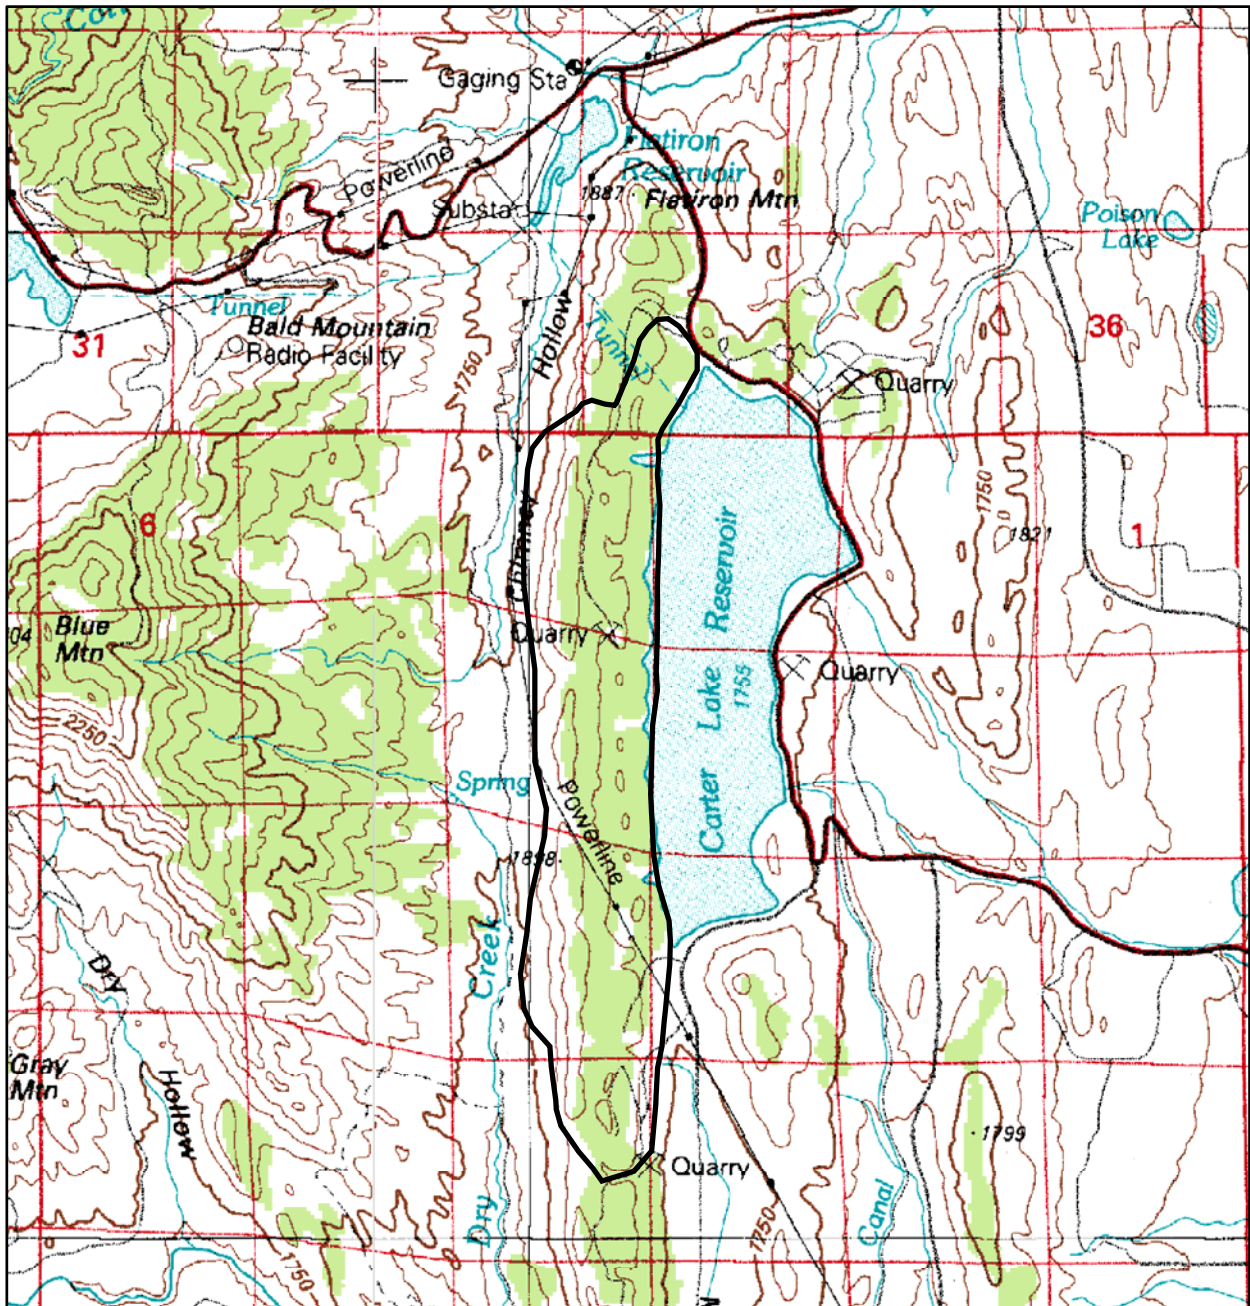 Gaging Sta
Flatiron
Reservoir
Powerline
1887
Flatiron Mtn
Substa
Poison
Lake
Tunnel
Bald Mountain
Radio Facility
31
Hollow
Tunnel
36
1750
Quarry
1750
6
Chimney
1821
1
Blue
Mtn
04
Quarry
Carter Lake Reservoir
1755
Quarry
2250
Spring
Powerline
1898
Creek
Dry
Gray
Mtn
Hollow
1799
Quarry
Dry
Canal
1750
1750